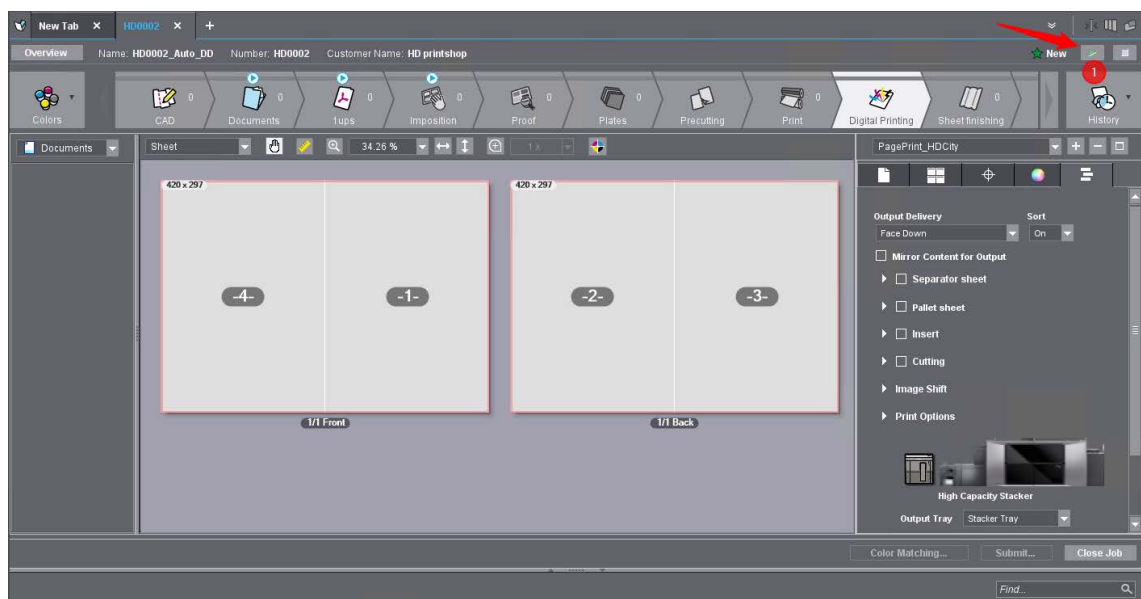 New Tab × HD0002 × +
Overview Name: HD0002_Auto_DD Number: HD0002 Customer Name: HD printshop New
1
Colors CAD 0 Documents 0 1ups 0 Imposition 0 Proof 0 Plates 0 Precutting Print 0 Digital Printing Sheet finishing 0 History
Documents Sheet 34.26 % 1 x PagePrint_HDCity
420 x 297 420 x 297
Output Delivery Sort
Face Down On
Mirror Content for Output
Separator sheet
-4- -1- -2- -3-
Pallet sheet
Insert
Cutting
Image Shift
1/1 Front 1/1 Back
Print Options
High Capacity Stacker
Output Tray Stacker Tray
Color Matching... Submit... Close Job
Find...